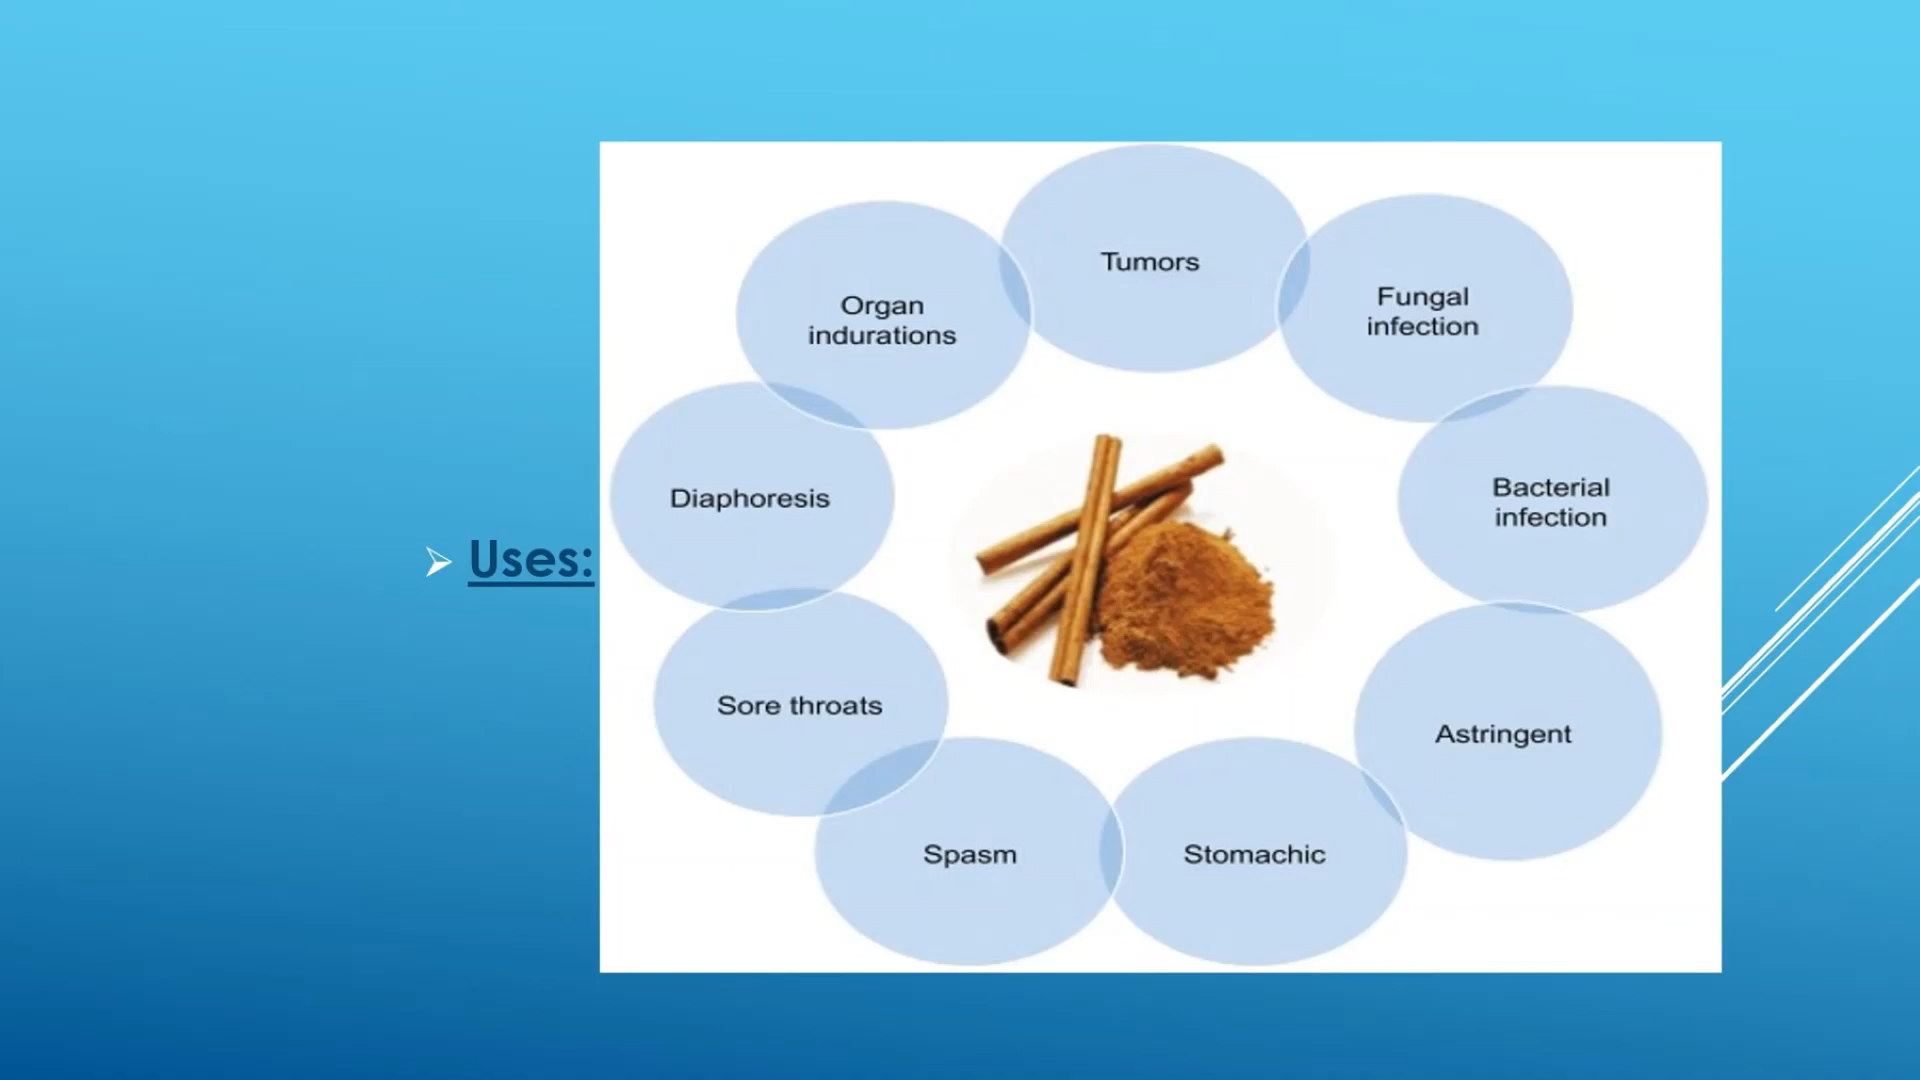 Uses:
Tumors
Fungal
infection
Bacterial
infection
Astringent
Stomachic
Spasm
Sore throats
Diaphoresis
Organ
indurations